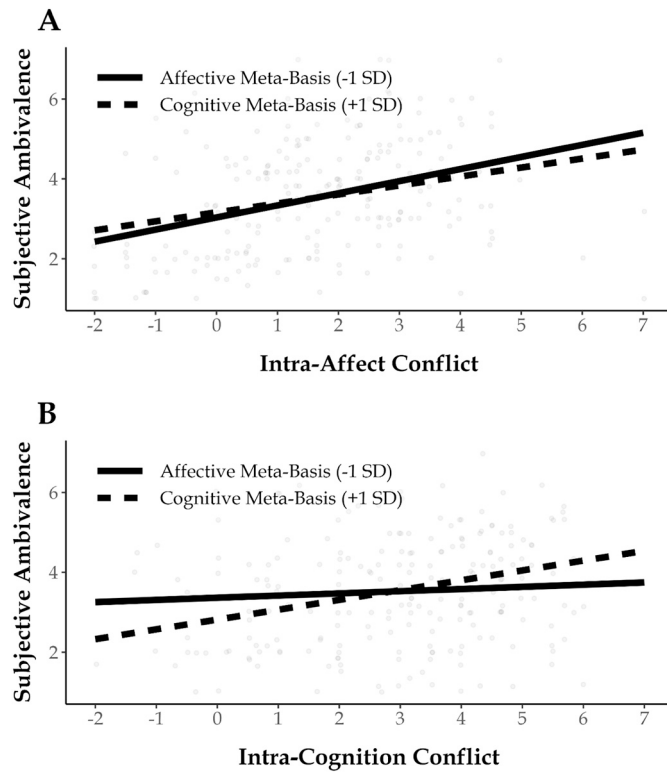 A
Affective Meta-Basis (-1 SD)
Cognitive Meta-Basis (+1 SD)
Subjective Ambivalence
6
4
2
-2 -1 0 1 2 3 4 5 6 7
Intra-Affect Conflict
B
Affective Meta-Basis (-1 SD)
Cognitive Meta-Basis (+1 SD)
Subjective Ambivalence
6
4
2
-2 -1 0 1 2 3 4 5 6 7
Intra-Cognition Conflict